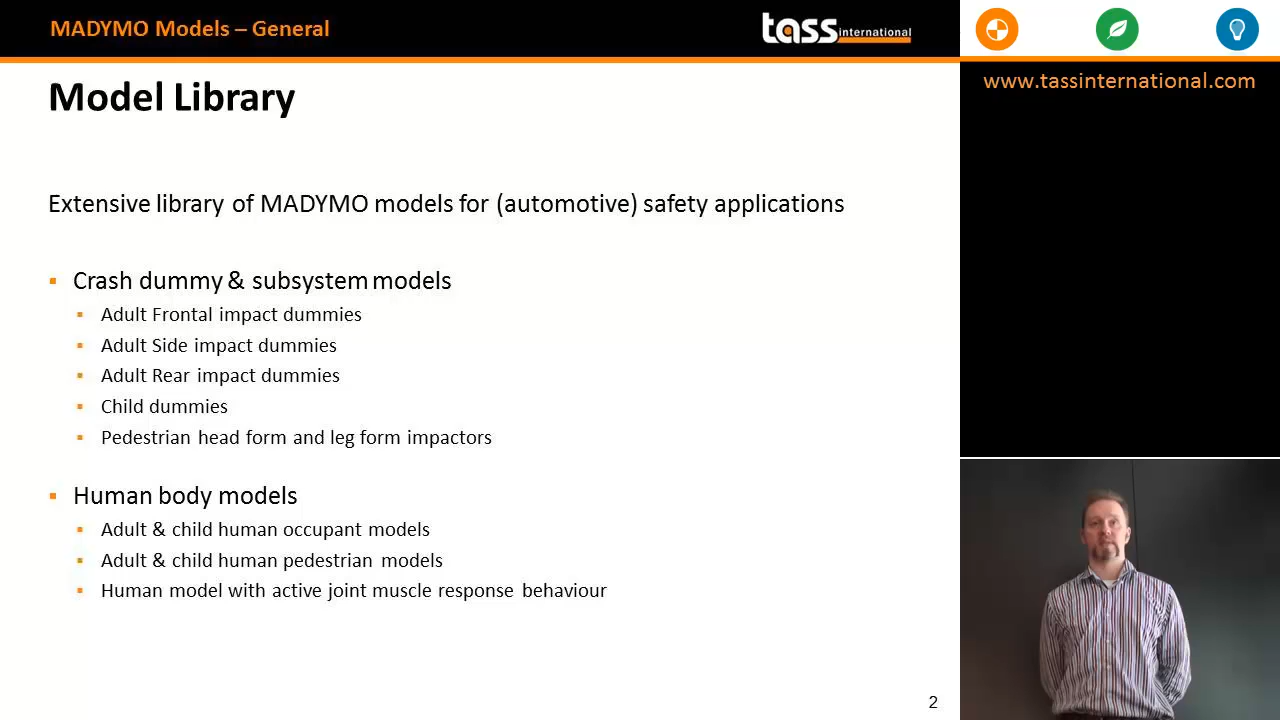 MADYMO Models – General
tass international
www.tassinternational.com
Model Library
Extensive library of MADYMO models for (automotive) safety applications
Crash dummy & subsystem models
Adult Frontal impact dummies
Adult Side impact dummies
Adult Rear impact dummies
Child dummies
Pedestrian head form and leg form impactors
Human body models
Adult & child human occupant models
Adult & child human pedestrian models
Human model with active joint muscle response behaviour
2